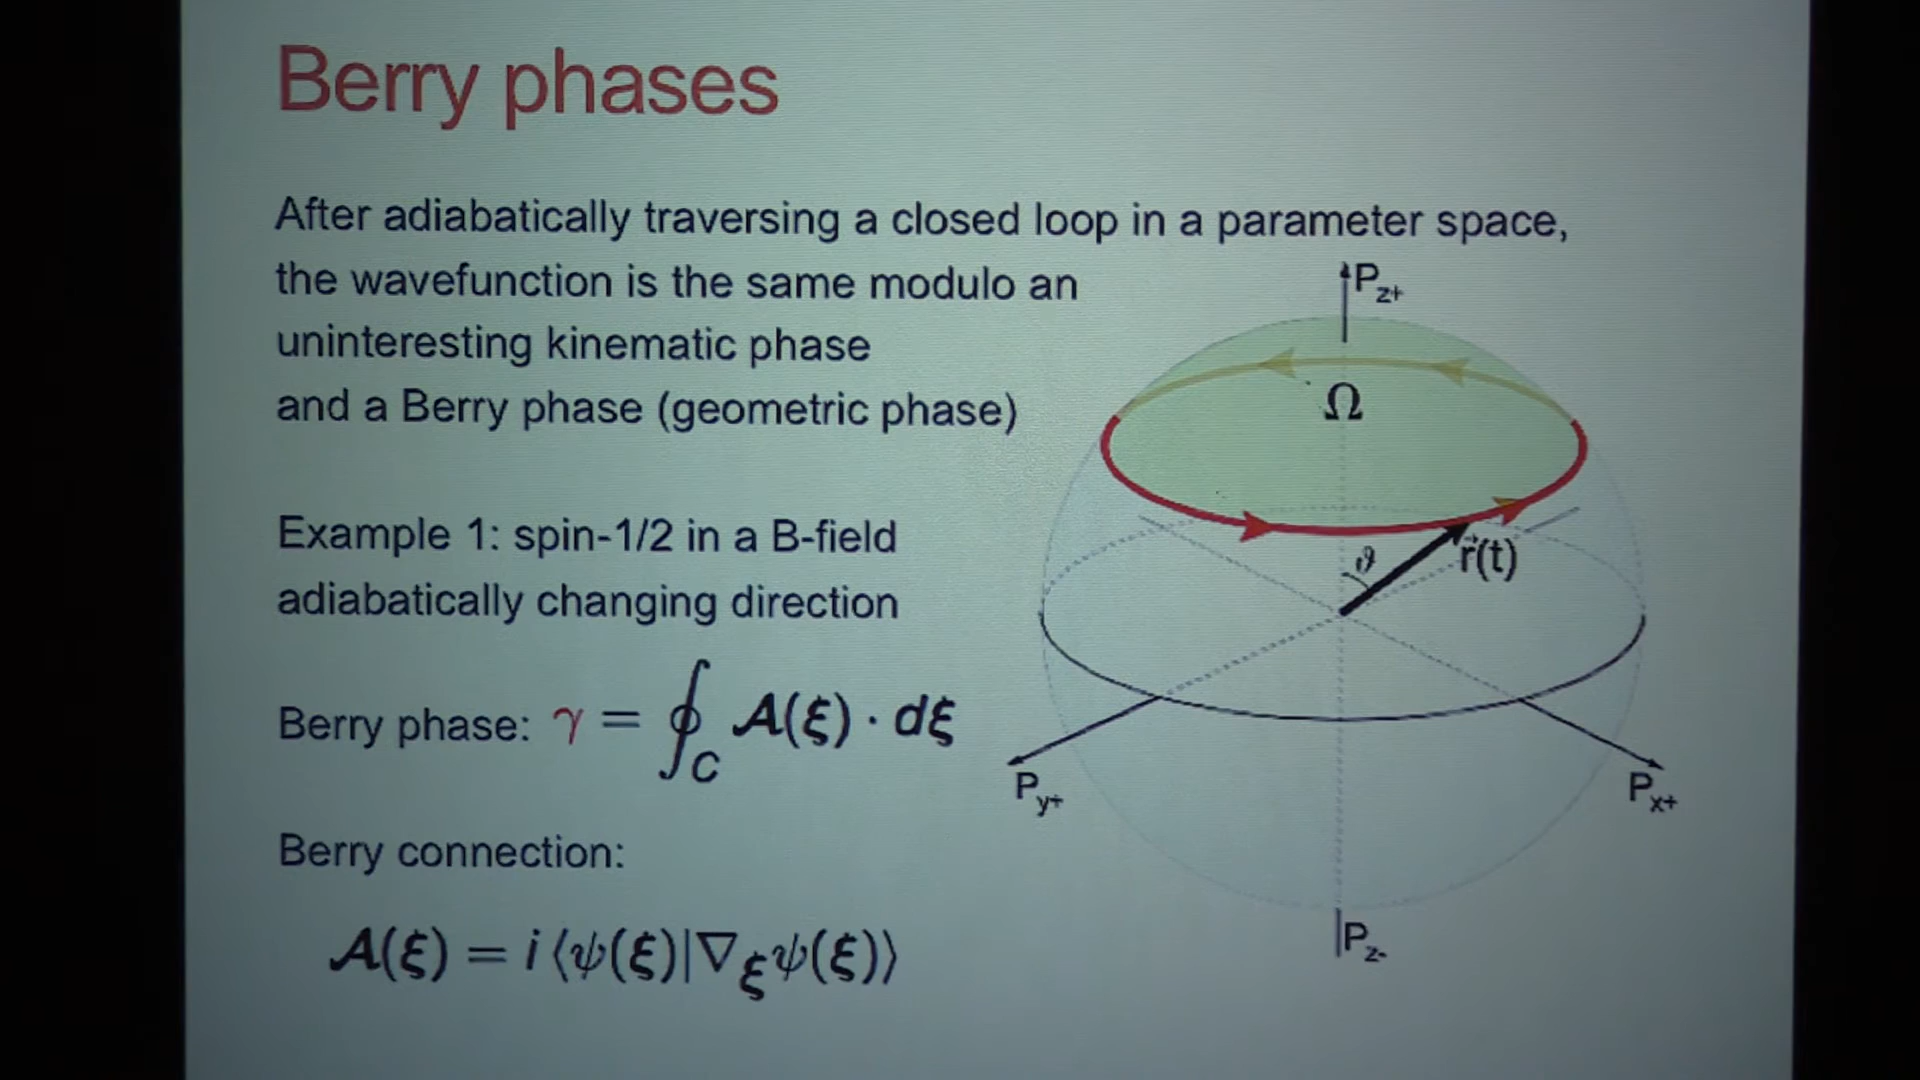 Berry phases
After adiabatically traversing a closed loop in a parameter space,
the wavefunction is the same modulo an
uninteresting kinematic phase
and a Berry phase (geometric phase)
Example 1: spin-1/2 in a B-field
adiabatically changing direction
Berry phase: γ = ∮_C 𝓐(ξ) · dξ
Berry connection:
𝓐(ξ) = i ⟨ψ(ξ)|∇_ξ ψ(ξ)⟩
P_z+
Ω
ϑ
r⃗(t)
P_y+
P_x+
P_z-